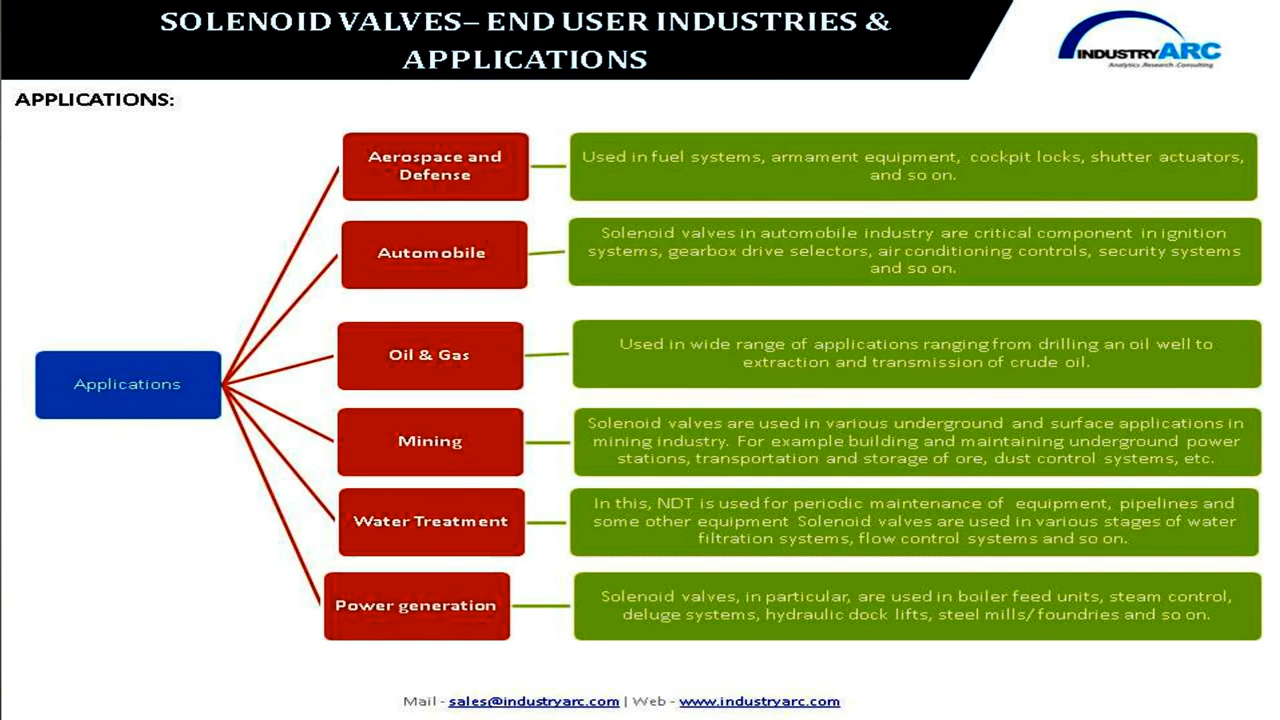 SOLENOID VALVES– END USER INDUSTRIES &
APPLICATIONS
INDUSTRYARC
Analytics.Research.Consulting
APPLICATIONS:
Applications
Aerospace and
Defense
Used in fuel systems, armament equipment, cockpit locks, shutter actuators,
and so on.
Automobile
Solenoid valves in automobile industry are critical component in ignition
systems, gearbox drive selectors, air conditioning controls, security systems
and so on.
Oil & Gas
Used in wide range of applications ranging from drilling an oil well to
extraction and transmission of crude oil.
Mining
Solenoid valves are used in various underground and surface applications in
mining industry. For example building and maintaining underground power
stations, transportation and storage of ore, dust control systems, etc.
Water Treatment
In this, NDT is used for periodic maintenance of equipment, pipelines and
some other equipment Solenoid valves are used in various stages of water
filtration systems, flow control systems and so on.
Power generation
Solenoid valves, in particular, are used in boiler feed units, steam control,
deluge systems, hydraulic dock lifts, steel mills/foundries and so on.
Mail - sales@industryarc.com | Web - www.industryarc.com